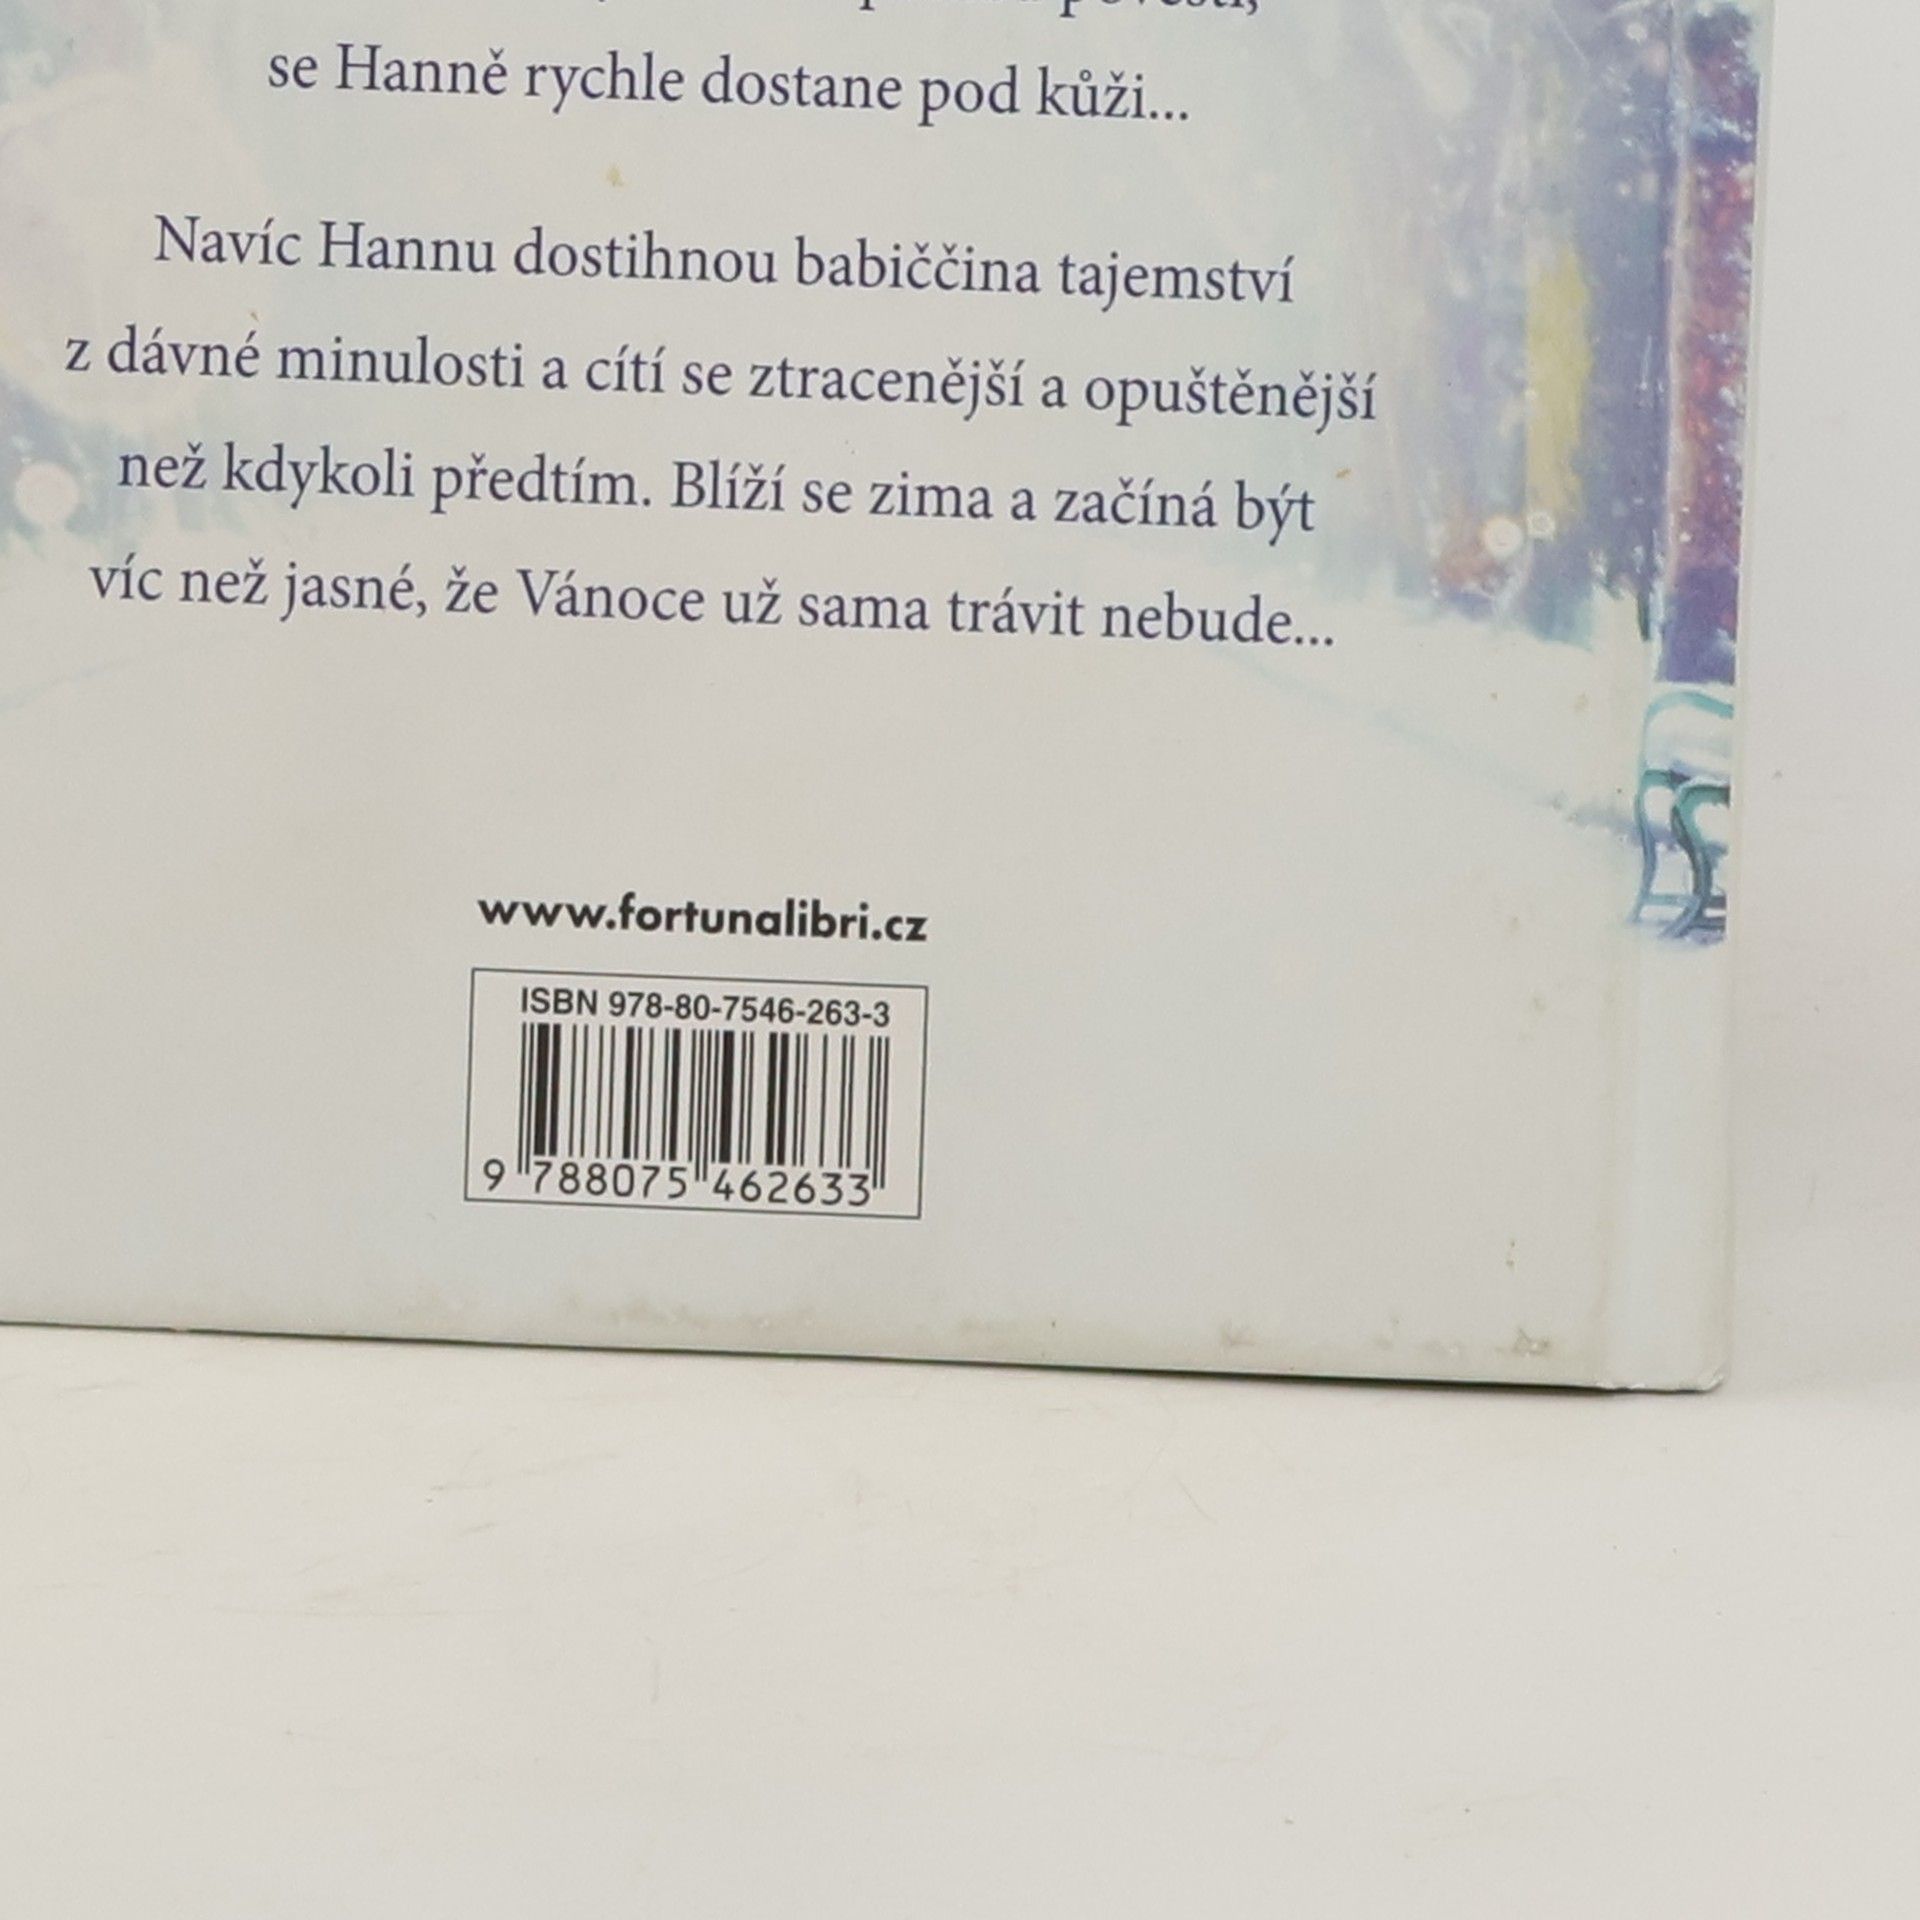 se Hanně rychle dostane pod kůži...
Navíc Hannu dostihnou babiččina tajemství
z dávné minulosti a cítí se ztracenější a opuštěnější
než kdykoli předtím. Blíží se zima a začíná být
víc než jasné, že Vánoce už sama trávit nebude...
www.fortunalibri.cz
ISBN 978-80-7546-263-3
9 788075 462633